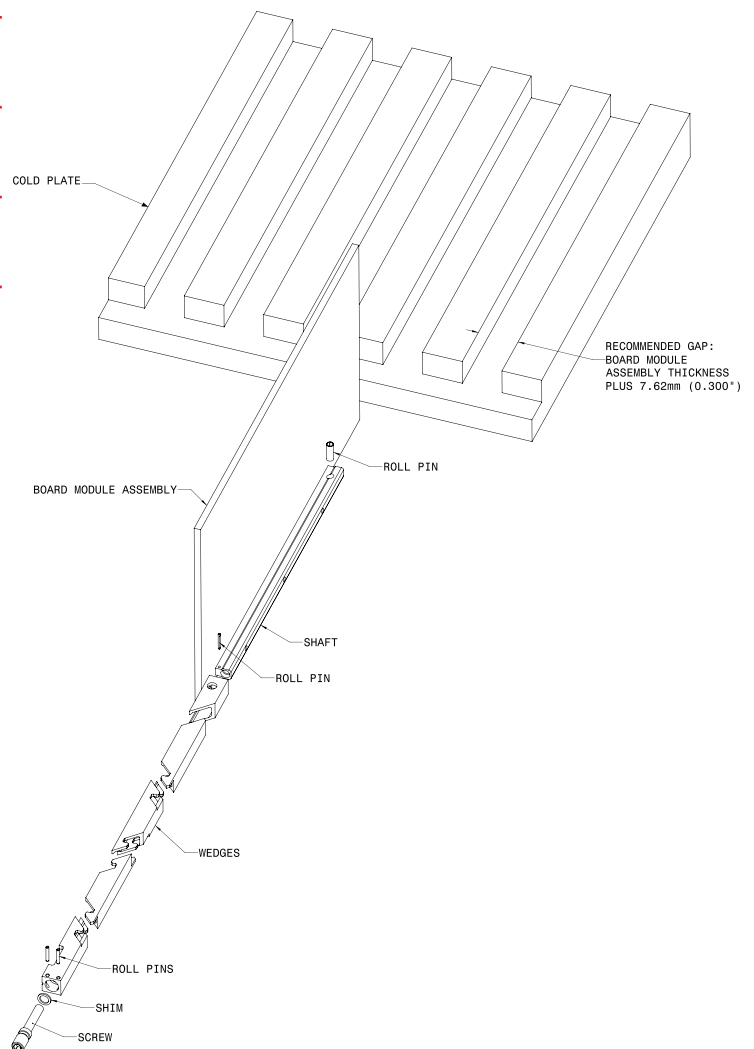 COLD PLATE
RECOMMENDED GAP:
BOARD MODULE
ASSEMBLY THICKNESS
PLUS 7.62mm (0.300")
ROLL PIN
BOARD MODULE ASSEMBLY
SHAFT
ROLL PIN
WEDGES
ROLL PINS
SHIM
SCREW